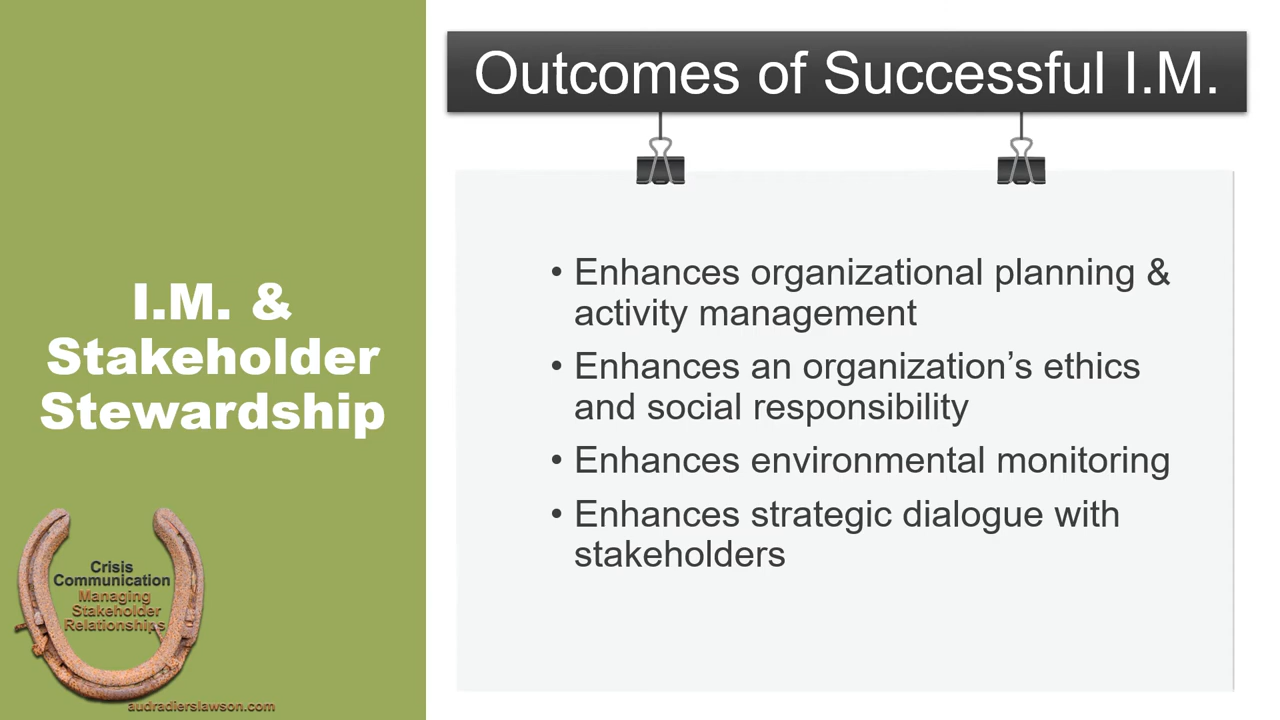 I.M. &
Stakeholder
Stewardship
Crisis
Communication
Managing
Stakeholder
Relationships
audradierslawson.com
Outcomes of Successful I.M.
• Enhances organizational planning &
activity management
• Enhances an organization’s ethics
and social responsibility
• Enhances environmental monitoring
• Enhances strategic dialogue with
stakeholders